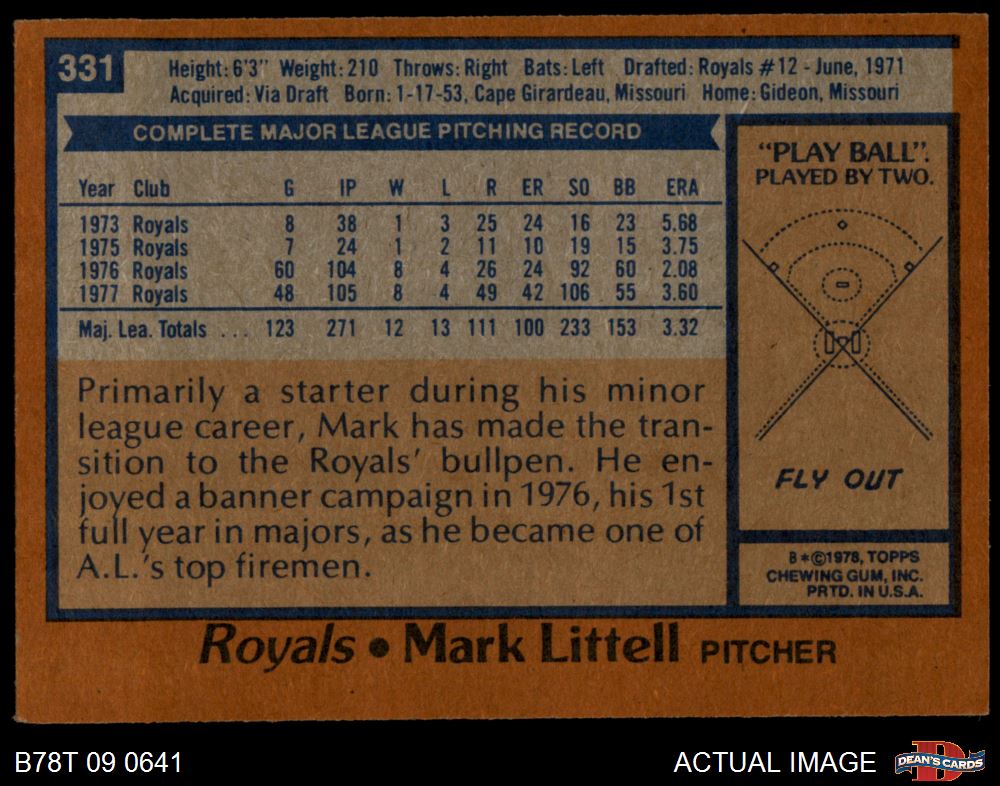 331
Height: 6'3" Weight: 210 Throws: Right Bats: Left Drafted: Royals #12 - June, 1971
Acquired: Via Draft Born: 1-17-53, Cape Girardeau, Missouri Home: Gideon, Missouri
COMPLETE MAJOR LEAGUE PITCHING RECORD
Year Club G IP W L R ER SO BB ERA
1973 Royals 8 38 1 3 25 24 16 23 5.68
1975 Royals 7 24 1 2 11 10 19 15 3.75
1976 Royals 60 104 8 4 26 24 92 60 2.08
1977 Royals 48 105 8 4 49 42 106 55 3.60
Maj. Lea. Totals ... 123 271 12 13 111 100 233 153 3.32
Primarily a starter during his minor
league career, Mark has made the tran-
sition to the Royals' bullpen. He en-
joyed a banner campaign in 1976, his 1st
full year in majors, as he became one of
A.L.'s top firemen.
"PLAY BALL".
PLAYED BY TWO.
FLY OUT
B*©1978, TOPPS
CHEWING GUM, INC.
PRTD. IN U.S.A.
Royals • Mark Littell PITCHER
B78T 09 0641
ACTUAL IMAGE
D
DEAN'S CARDS